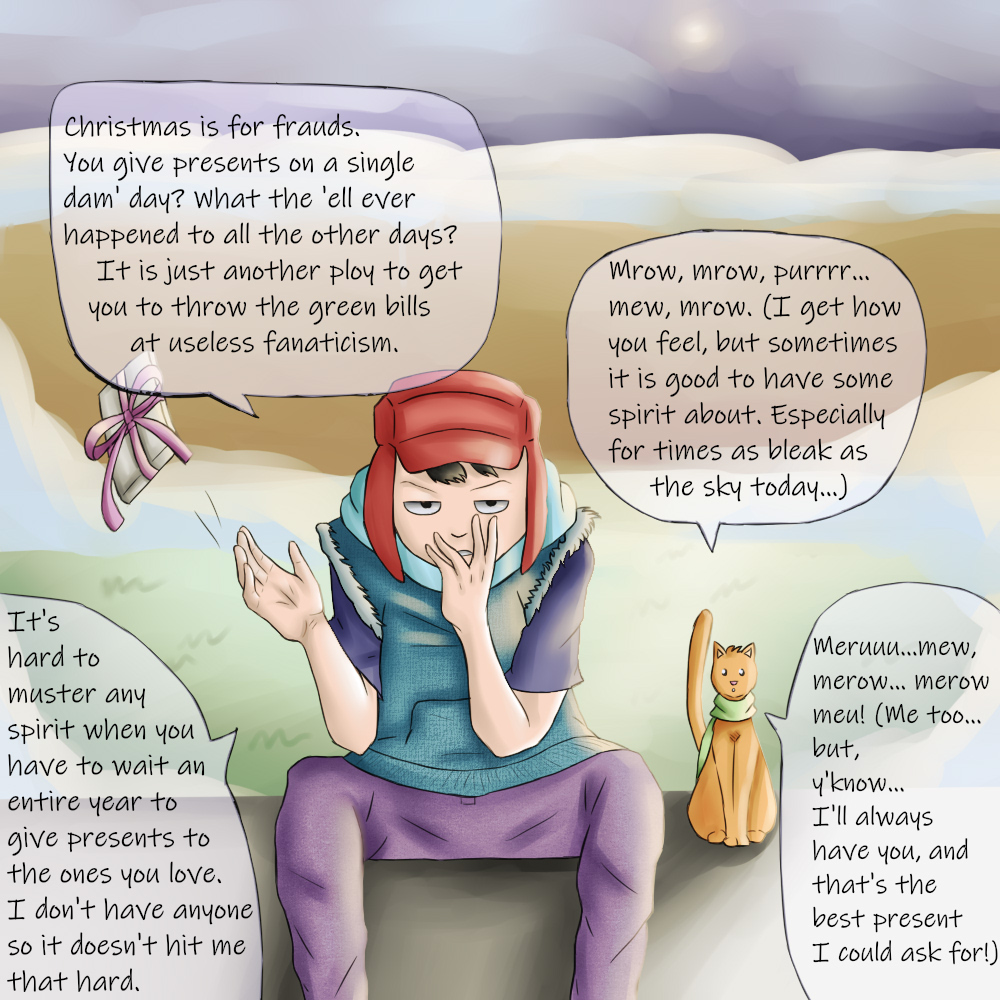 Christmas is for frauds.
You give presents on a single
dam' day? What the 'ell ever
happened to all the other days?
It is just another ploy to get
you to throw the green bills
at useless fanaticism.
Mrow, mrow, purrrr...
mew, mrow. (I get how
you feel, but sometimes
it is good to have some
spirit about. Especially
for times as bleak as
the sky today...)
It's
hard to
muster any
spirit when you
have to wait an
entire year to
give presents to
the ones you love.
I don't have anyone
so it doesn't hit me
that hard.
Meruuu...mew,
merow... merow
meu! (Me too...
but,
y'know...
I'll always
have you, and
that's the
best present
I could ask for!)